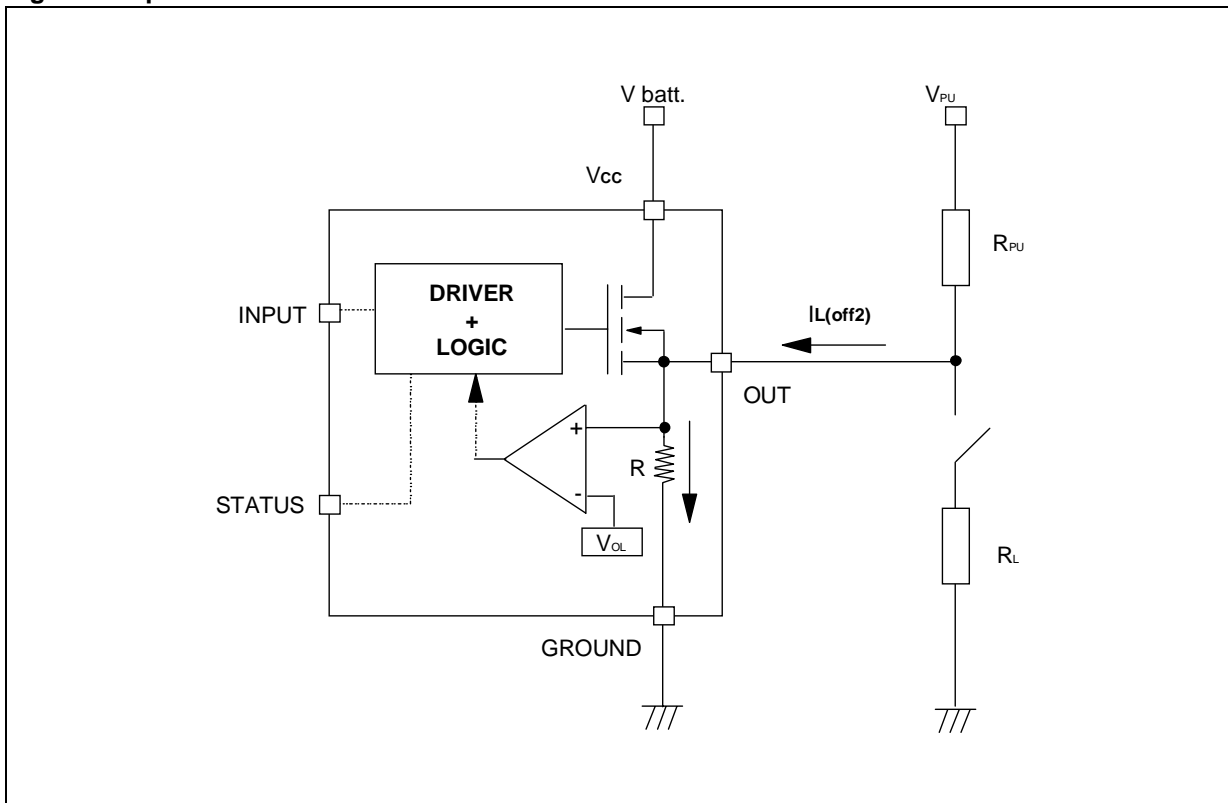 V batt.
VPU
Vcc
RPU
DRIVER
+
LOGIC
INPUT
IL(off2)
OUT
+
R
-
STATUS
VOL
RL
GROUND